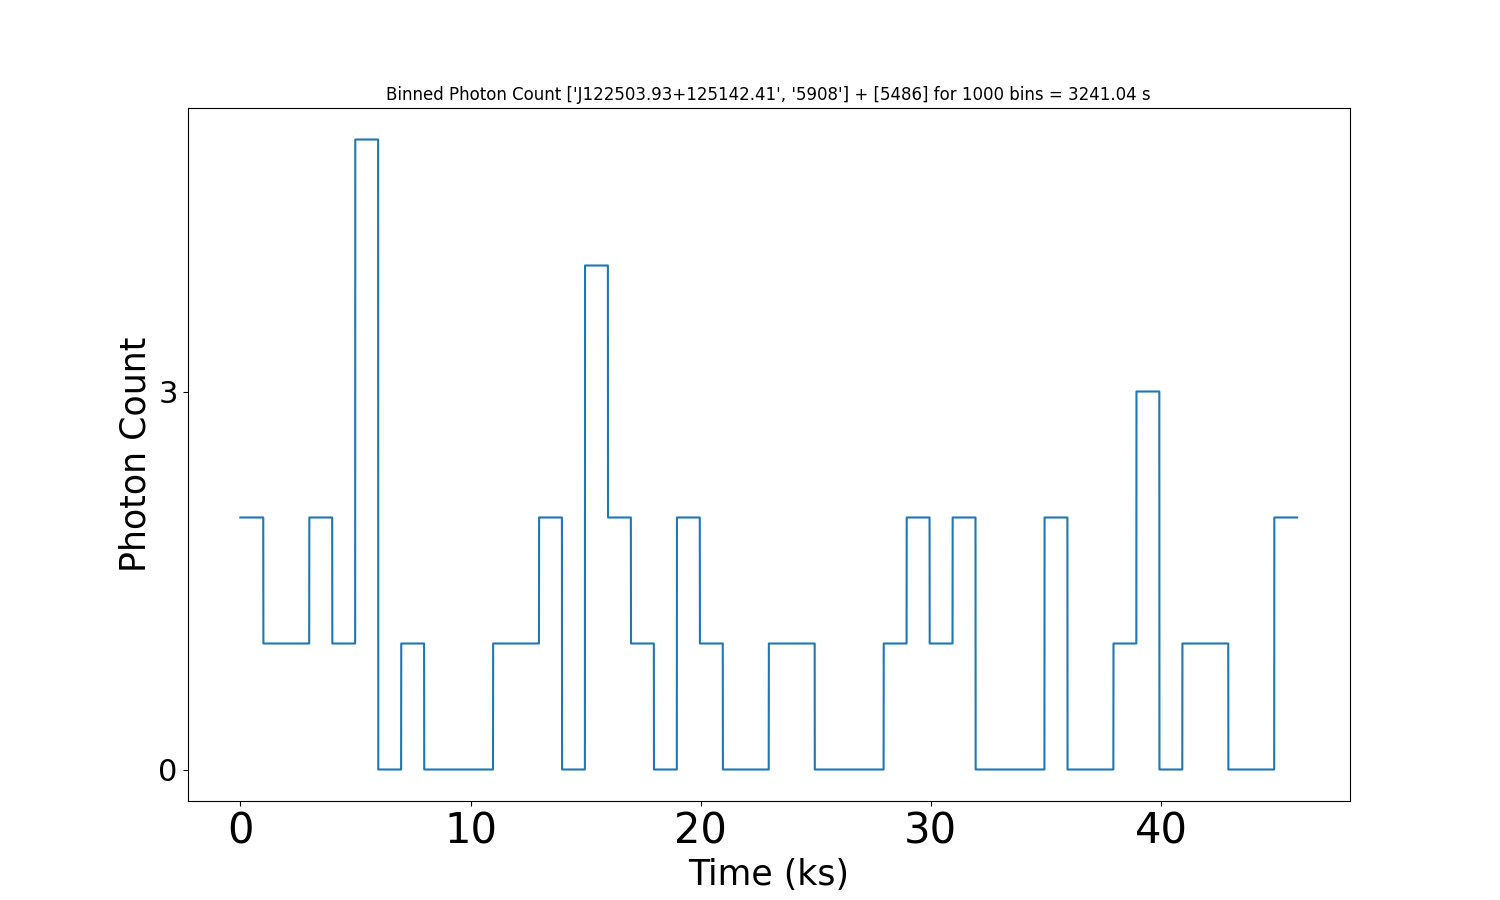 Binned Photon Count ['J122503.93+125142.41', '5908'] + [5486] for 1000 bins = 3241.04 s
Photon Count
3
0
0 10 20 30 40
Time (ks)